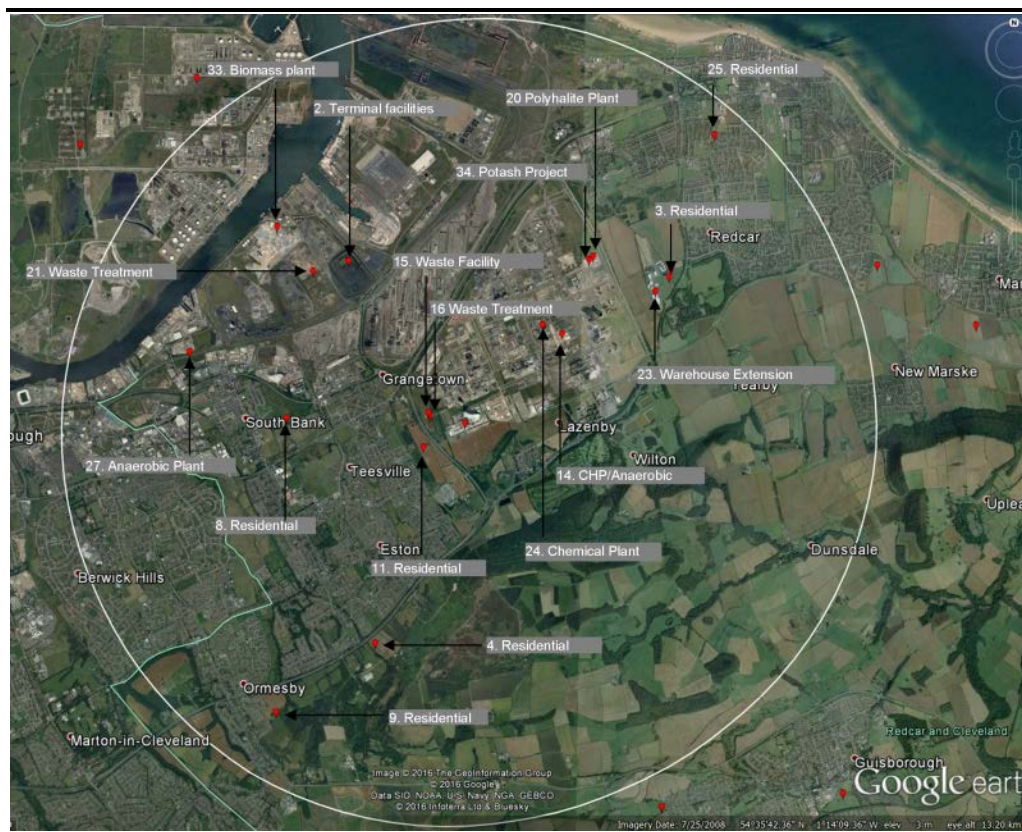 N
33. Biomass plant
25. Residential
20 Polyhalite Plant
2. Terminal facilities
34. Potash Project
3. Residential
Redcar
15. Waste Facility
21. Waste Treatment
16 Waste Treatment
Grangetown
23. Warehouse Extension
New Marske
South Bank
Lazenby
Wilton
Teesville
27. Anaerobic Plant
14. CHP/Anaerobic
8. Residential
Eston
24. Chemical Plant
Dunsdale
11. Residential
Berwick Hills
4. Residential
Ormesby
9. Residential
Marton-in-Cleveland
Redcar and Cleveland
Guisborough
Image © 2016 The GeoInformation Group
© 2016 Google
Data SIO, NOAA, U.S. Navy, NGA, GEBCO
© 2016 Infoterra Ltd & Bluesky
Google eart
Imagery Date: 7/25/2008 54°35'42.36" N 1°14'09.36" W elev 3 m eye alt 13.20 km